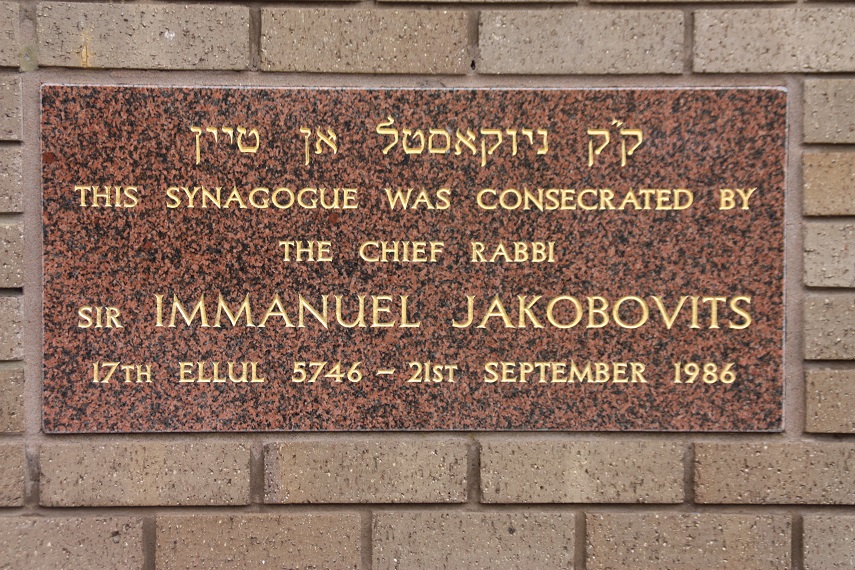 ק״ק ניוקאסטל אן טיין
THIS SYNAGOGUE WAS CONSECRATED BY
THE CHIEF RABBI
SIR IMMANUEL JAKOBOVITS
17TH ELLUL 5746 – 21ST SEPTEMBER 1986